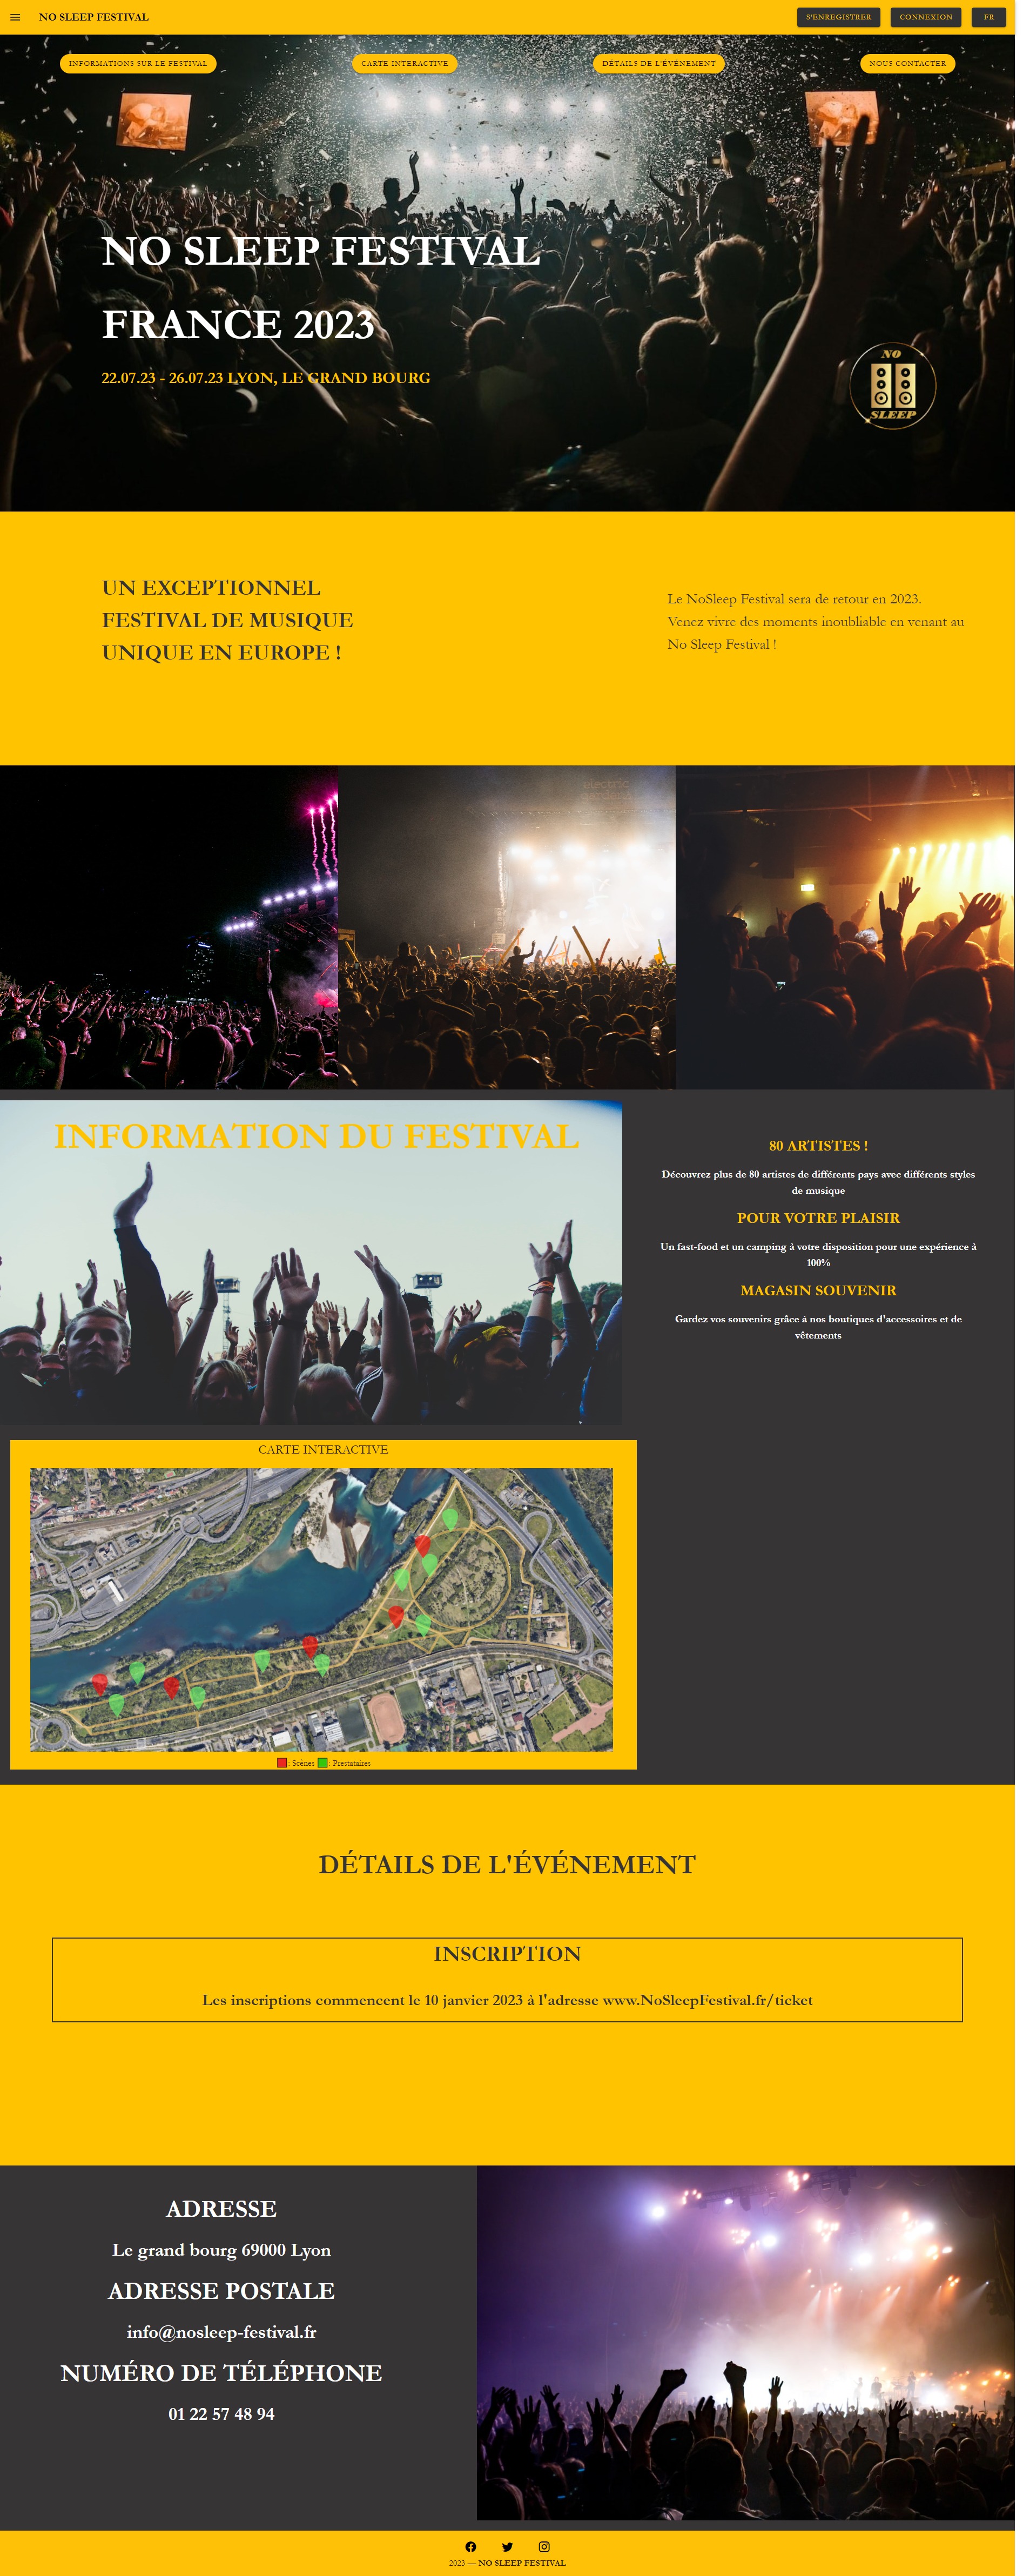 NO SLEEP FESTIVAL
S'ENREGISTRER
CONNEXION
FR
INFORMATIONS SUR LE FESTIVAL
CARTE INTERACTIVE
DÉTAILS DE L'ÉVÉNEMENT
NOUS CONTACTER
NO SLEEP FESTIVAL
FRANCE 2023
22.07.23 - 26.07.23 LYON, LE GRAND BOURG
NO
SLEEP
UN EXCEPTIONNEL
FESTIVAL DE MUSIQUE
UNIQUE EN EUROPE !
Le NoSleep Festival sera de retour en 2023.
Venez vivre des moments inoubliable en venant au
No Sleep Festival !
electric
INFORMATION DU FESTIVAL
80 ARTISTES !
Découvrez plus de 80 artistes de différents pays avec différents styles
de musique
POUR VOTRE PLAISIR
Un fast-food et un camping à votre disposition pour une expérience à
100%
MAGASIN SOUVENIR
Gardez vos souvenirs grâce à nos boutiques d'accessoires et de
vêtements
CARTE INTERACTIVE
: Scènes : Prestataires
DÉTAILS DE L'ÉVÉNEMENT
INSCRIPTION
Les inscriptions commencent le 10 janvier 2023 à l'adresse www.NoSleepFestival.fr/ticket
ADRESSE
Le grand bourg 69000 Lyon
ADRESSE POSTALE
info@nosleep-festival.fr
NUMÉRO DE TÉLÉPHONE
01 22 57 48 94
2023 — NO SLEEP FESTIVAL